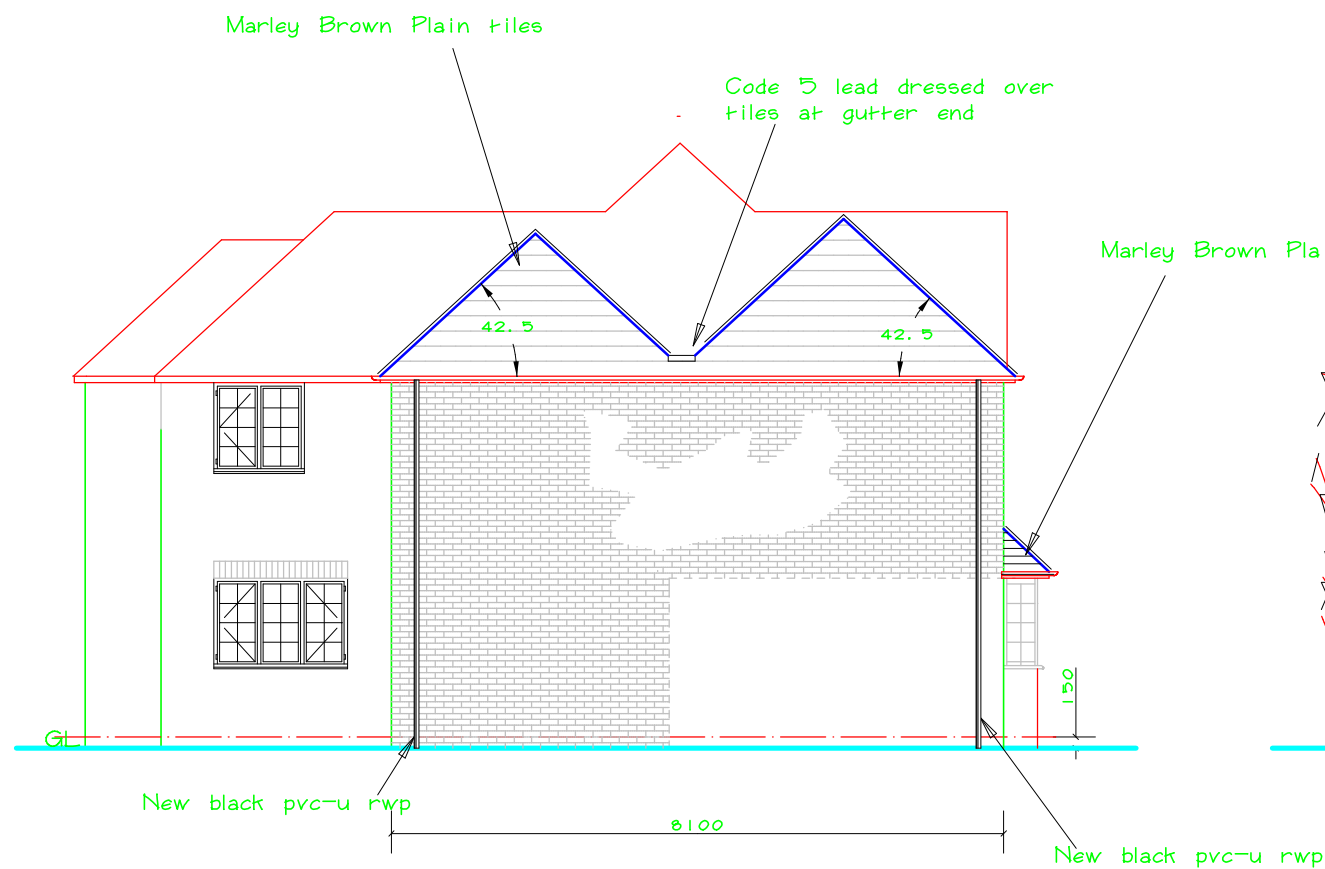 Marley Brown Plain tiles
Code 5 lead dressed over
tiles at gutter end
Marley Brown Pla
42.5
42.5
150
GL
New black pvc-u rwp
8100
New black pvc-u rwp